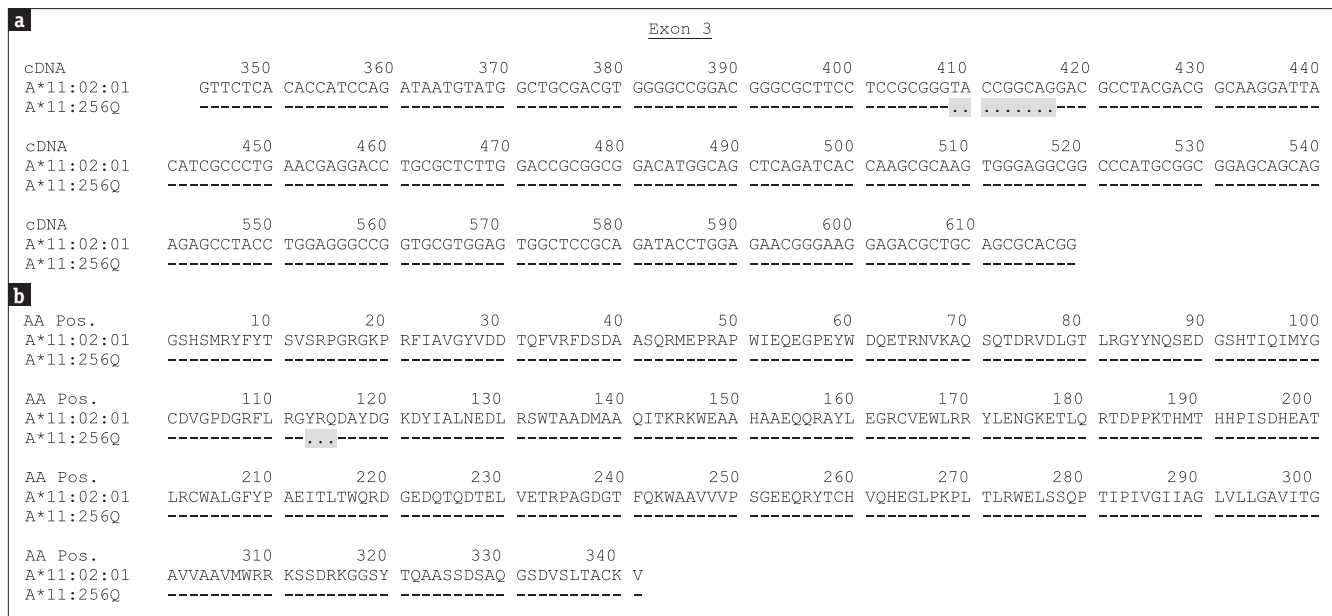 a
Exon 3
cDNA 350 360 370 380 390 400 410 420 430 440
A*11:02:01 GTTCTCA CACCATCCAG ATAATGTATG GCTGCGACGT GGGGCCGGAC GGGCGCTTCC TCCGCGGGTA CCGGCAGGAC GCCTACGACG GCAAGGATTA
A*11:256Q ------- ---------- ---------- ---------- ---------- ---------- --------.. .......--- ---------- ----------
cDNA 450 460 470 480 490 500 510 520 530 540
A*11:02:01 CATCGCCCTG AACGAGGACC TGCGCTCTTG GACCGCGGCG GACATGGCAG CTCAGATCAC CAAGCGCAAG TGGGAGGCGG CCCATGCGGC GGAGCAGCAG
A*11:256Q ---------- ---------- ---------- ---------- ---------- ---------- ---------- ---------- ---------- ----------
cDNA 550 560 570 580 590 600 610
A*11:02:01 AGAGCCTACC TGGAGGGCCG GTGCGTGGAG TGGCTCCGCA GATACCTGGA GAACGGGAAG GAGACGCTGC AGCGCACGG
A*11:256Q ---------- ---------- ---------- ---------- ---------- ---------- ---------- ---------
b
AA Pos. 10 20 30 40 50 60 70 80 90 100
A*11:02:01 GSHSMRYFYT SVSRPGRGKP RFIAVGYVDD TQFVRFDSDA ASQRMEPRAP WIEQEGPEYW DQETRNVKAQ SQTDRVDLGT LRGYYNQSED GSHTIQIMYG
A*11:256Q ---------- ---------- ---------- ---------- ---------- ---------- ---------- ---------- ---------- ----------
AA Pos. 110 120 130 140 150 160 170 180 190 200
A*11:02:01 CDVGPDGRFL RGYRQDAYDG KDYIALNEDL RSWTAADMAA QITKRKWEAA HAAEQQRAYL EGRCVEWLRR YLENGKETLQ RTDPPKTHMT HHPISDHEAT
A*11:256Q ---------- --...----- ---------- ---------- ---------- ---------- ---------- ---------- ---------- ----------
AA Pos. 210 220 230 240 250 260 270 280 290 300
A*11:02:01 LRCWALGFYP AEITLTWQRD GEDQTQDTEL VETRPAGDGT FQKWAAVVVP SGEEQRYTCH VQHEGLPKPL TLRWELSSQP TIPIVGIIAG LVLLGAVITG
A*11:256Q ---------- ---------- ---------- ---------- ---------- ---------- ---------- ---------- ---------- ----------
AA Pos. 310 320 330 340
A*11:02:01 AVVAAVMWRR KSSDRKGGSY TQAASSDSAQ GSDVSLTACK V
A*11:256Q ---------- ---------- ---------- ---------- -